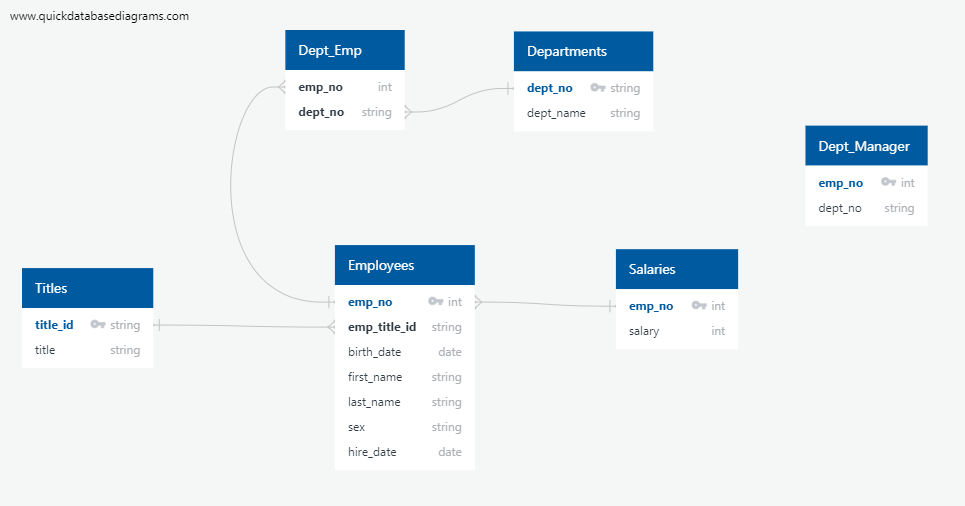 www.quickdatabasediagrams.com
Dept_Emp
emp_no int
dept_no string
Departments
dept_no string
dept_name string
Dept_Manager
emp_no int
dept_no string
Titles
title_id string
title string
Employees
emp_no int
emp_title_id string
birth_date date
first_name string
last_name string
sex string
hire_date date
Salaries
emp_no int
salary int